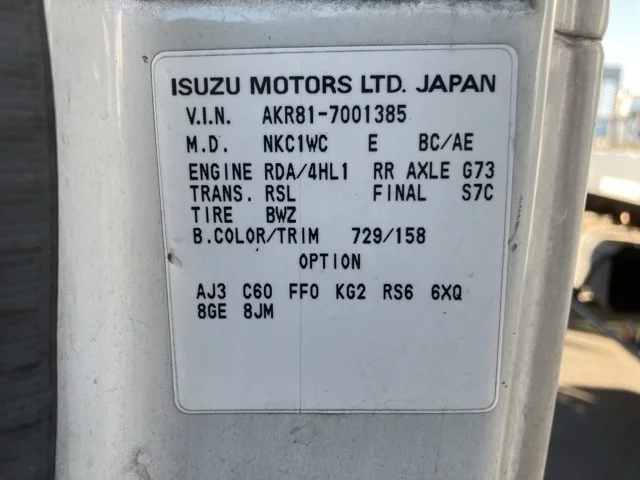 ISUZU MOTORS LTD. JAPAN
V.I.N. AKR81-7001385
M.D. NKC1WC E BC/AE
ENGINE RDA/4HL1 RR AXLE G73
TRANS. RSL FINAL S7C
TIRE BWZ
B.COLOR/TRIM 729/158
OPTION
AJ3 C60 FF0 KG2 RS6 6XQ
8GE 8JM